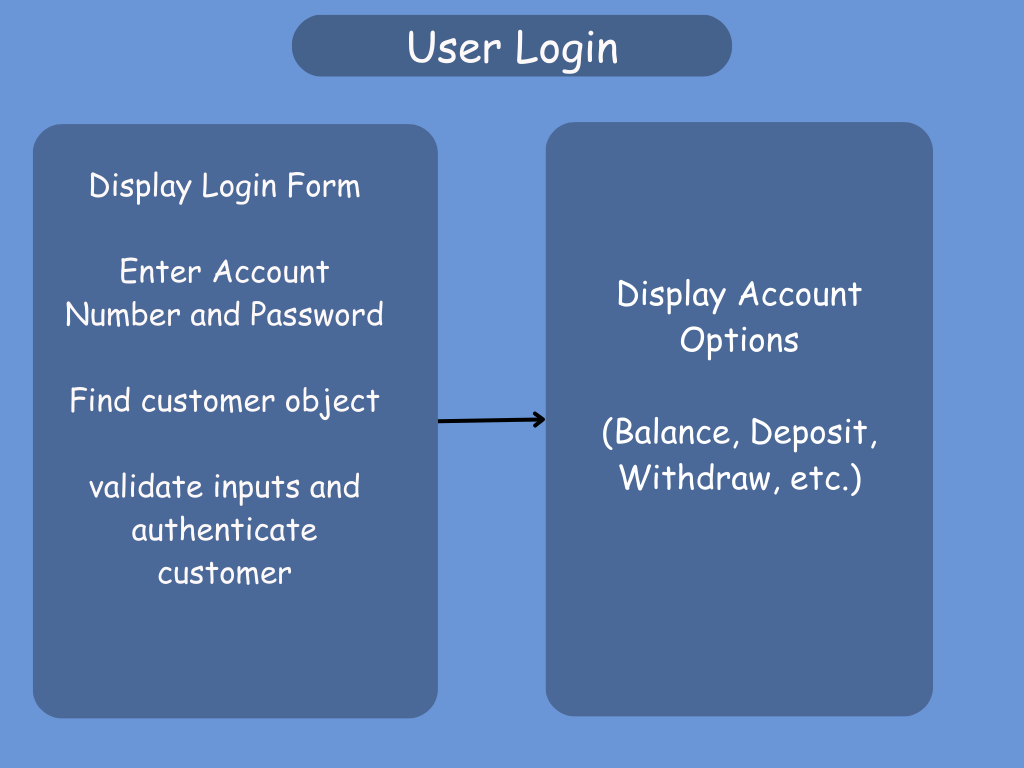 User Login
Display Login Form
Enter Account
Number and Password
Find customer object
validate inputs and
authenticate
customer
Display Account
Options
(Balance, Deposit,
Withdraw, etc.)